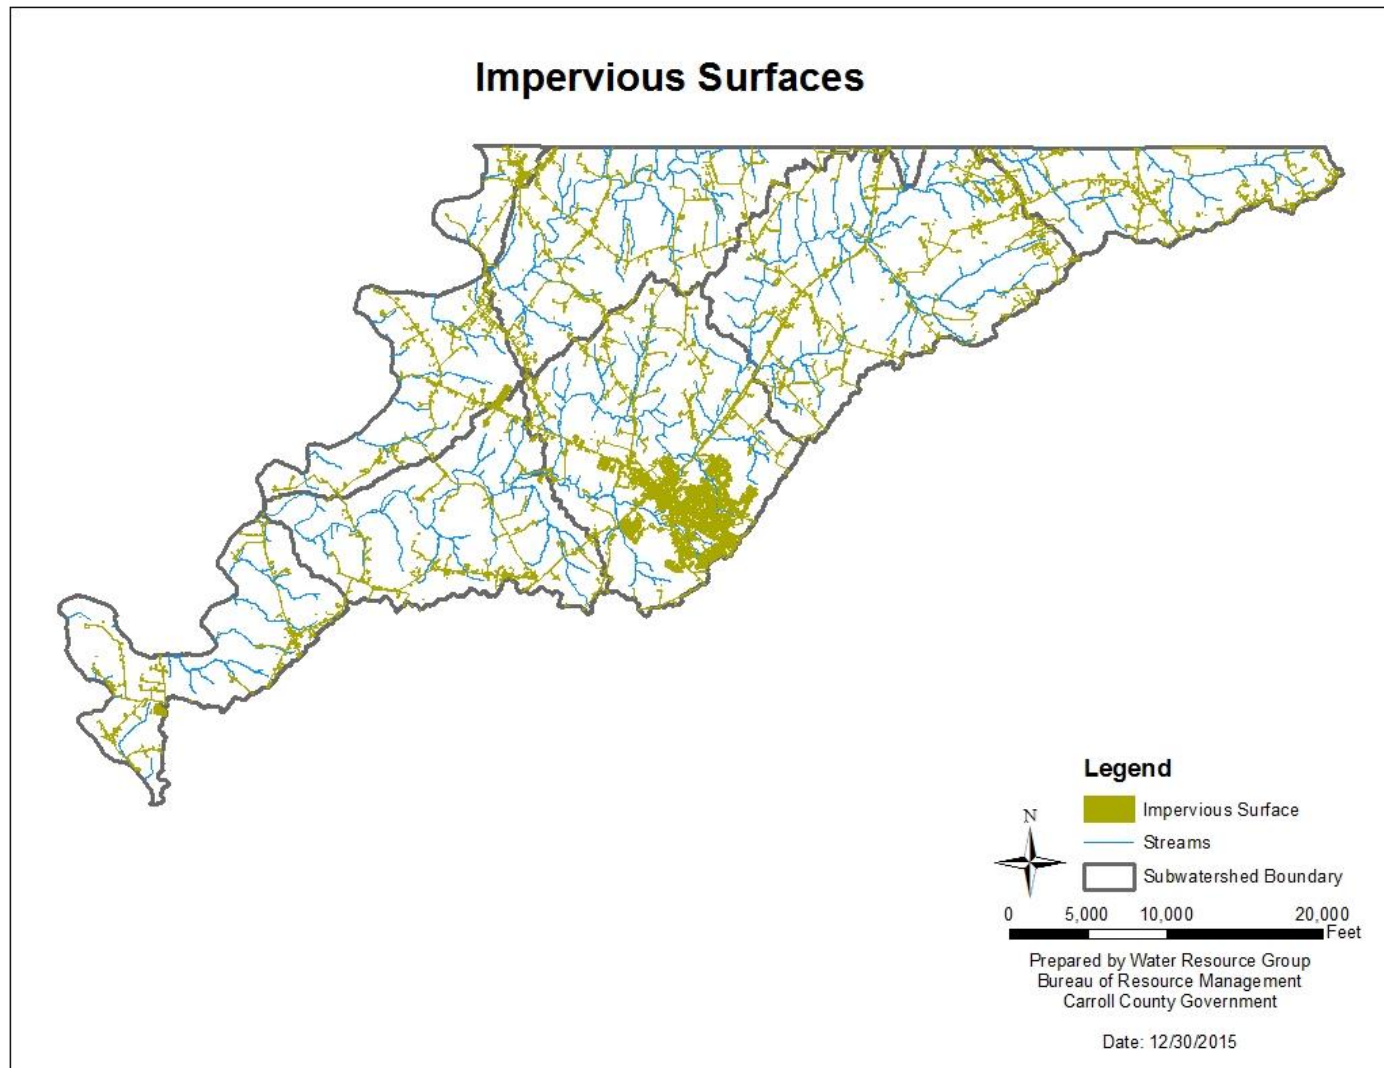 Impervious Surfaces
Legend
N
Impervious Surface
Streams
Subwatershed Boundary
0 5,000 10,000 20,000
Feet
Prepared by Water Resource Group
Bureau of Resource Management
Carroll County Government
Date: 12/30/2015